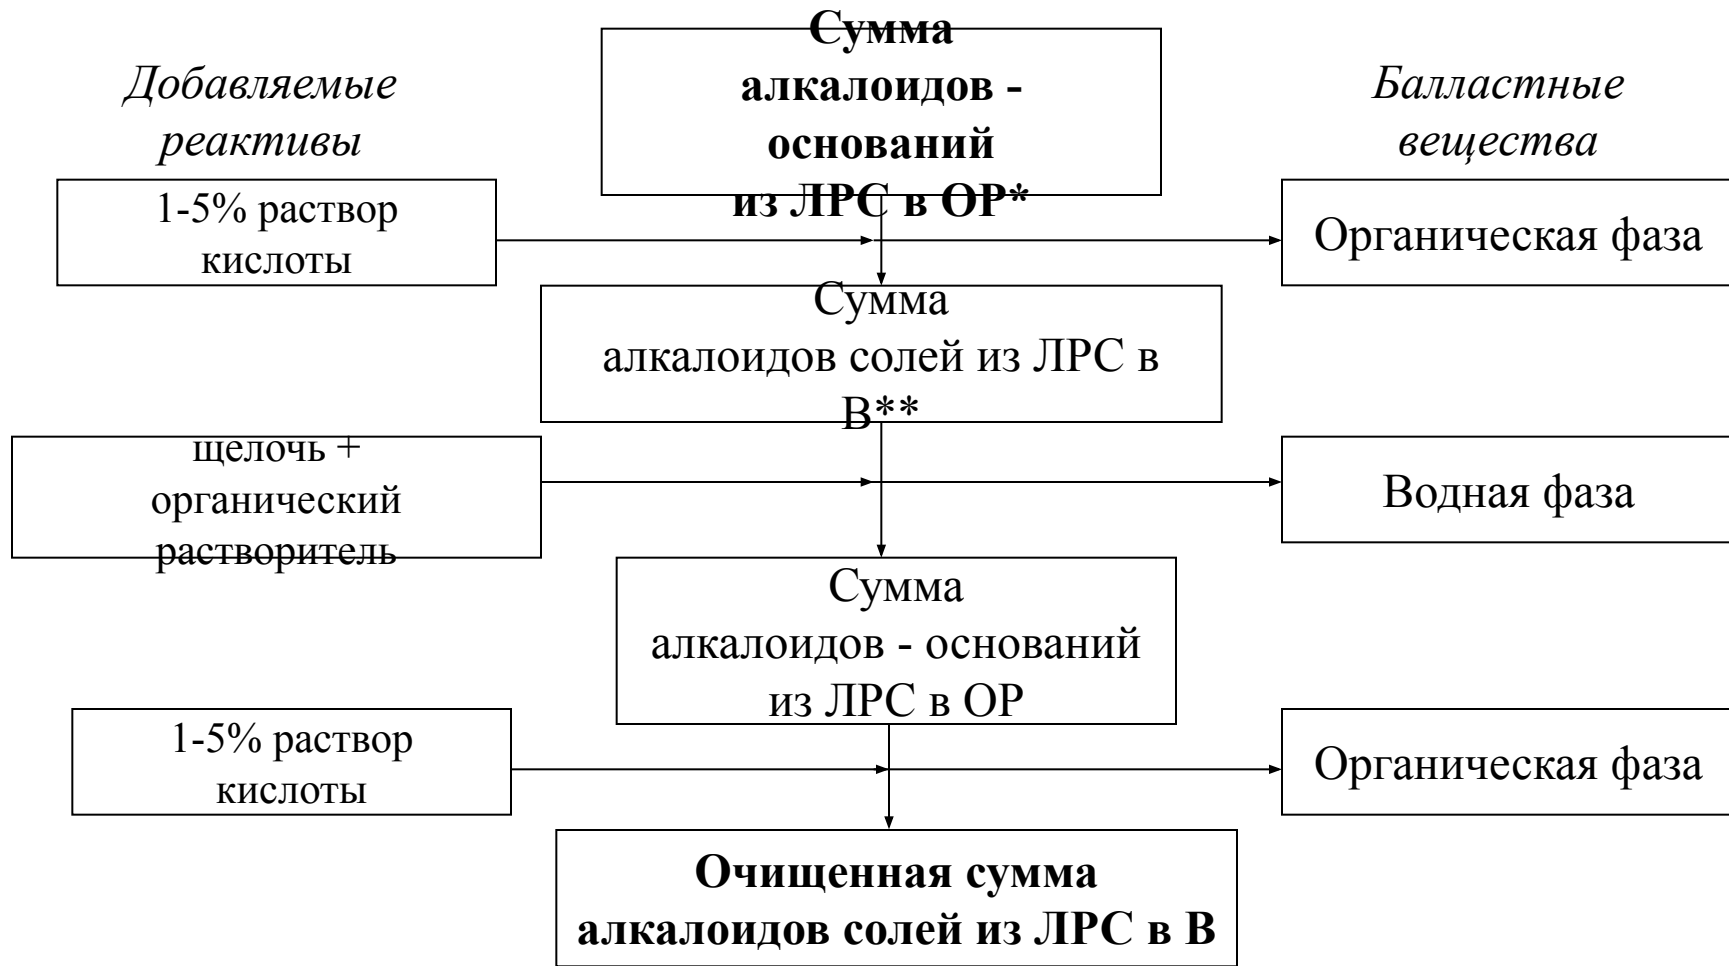 Сумма
алкалоидов -
оснований
из ЛРС в ОР*
Добавляемые
реактивы
Балластные
вещества
1-5% раствор
кислоты
Органическая фаза
Сумма
алкалоидов солей из ЛРС в
В**
щелочь +
органический
растворитель
Водная фаза
Сумма
алкалоидов - оснований
из ЛРС в ОР
1-5% раствор
кислоты
Органическая фаза
Очищенная сумма
алкалоидов солей из ЛРС в В